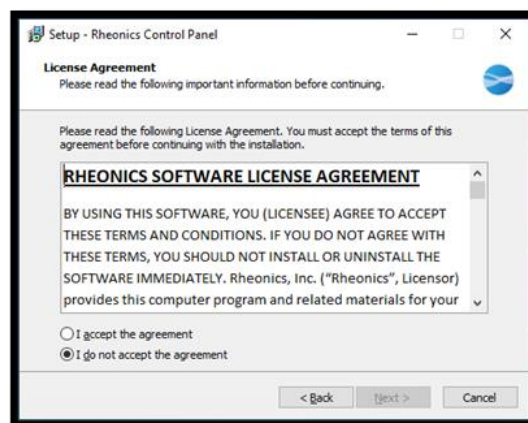 Setup - Rheonics Control Panel
License Agreement
Please read the following important information before continuing.
Please read the following License Agreement. You must accept the terms of this
agreement before continuing with the installation.
RHEONICS SOFTWARE LICENSE AGREEMENT
BY USING THIS SOFTWARE, YOU (LICENSEE) AGREE TO ACCEPT
THESE TERMS AND CONDITIONS. IF YOU DO NOT AGREE WITH
THESE TERMS, YOU SHOULD NOT INSTALL OR UNINSTALL THE
SOFTWARE IMMEDIATELY. Rheonics, Inc. (“Rheonics”, Licensor)
provides this computer program and related materials for your
I accept the agreement
I do not accept the agreement
< Back Next > Cancel